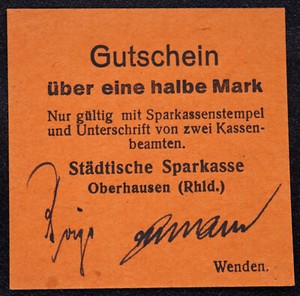 Gutschein
über eine halbe Mark
Nur gültig mit Sparkassenstempel
und Unterschrift von zwei Kassen-
beamten.
Städtische Sparkasse
Oberhausen (Rhld.)
Wenden.